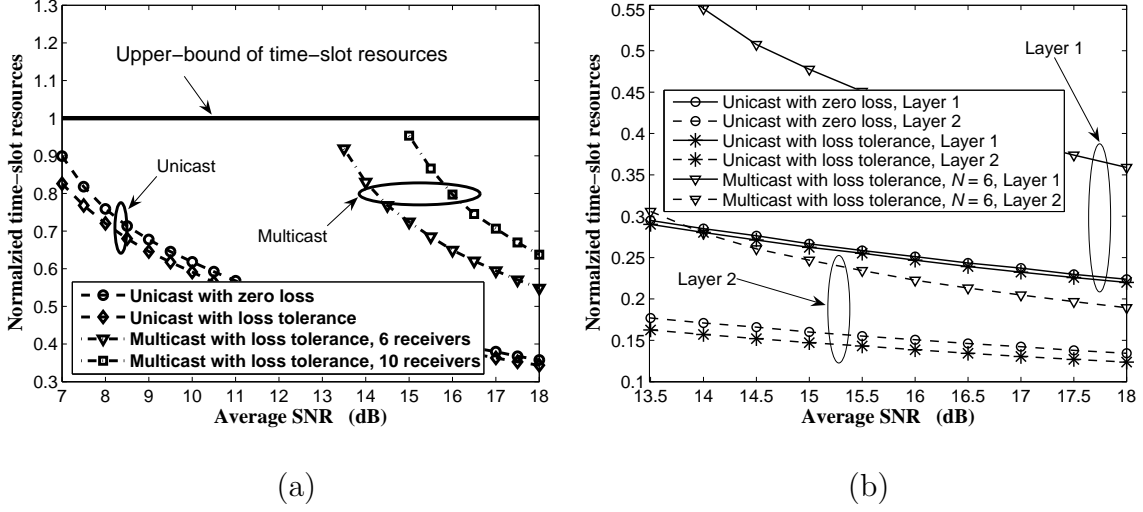 1.3
1.2
1.1
1
0.9
0.8
0.7
0.6
0.5
0.4
0.3
Normalzied time−slot resources
Upper−bound of time−slot resources
Unicast
Multicast
Unicast with zero loss
Unicast with loss tolerance
Multicast with loss tolerance, 6 receivers
Multicast with loss tolerance, 10 receivers
7 8 9 10 11 12 13 14 15 16 17 18
Average SNR (dB)
(a)
0.55
0.5
0.45
0.4
0.35
0.3
0.25
0.2
0.15
0.1
Normalzied time−slot resources
Layer 1
Unicast with zero loss, Layer 1
Unicast with zero loss, Layer 2
Unicast with loss tolerance, Layer 1
Unicast with loss tolerance, Layer 2
Multicast with loss tolerance, N = 6, Layer 1
Multicast with loss tolerance, N = 6, Layer 2
Layer 2
13.5 14 14.5 15 15.5 16 16.5 17 17.5 18
Average SNR (dB)
(b)